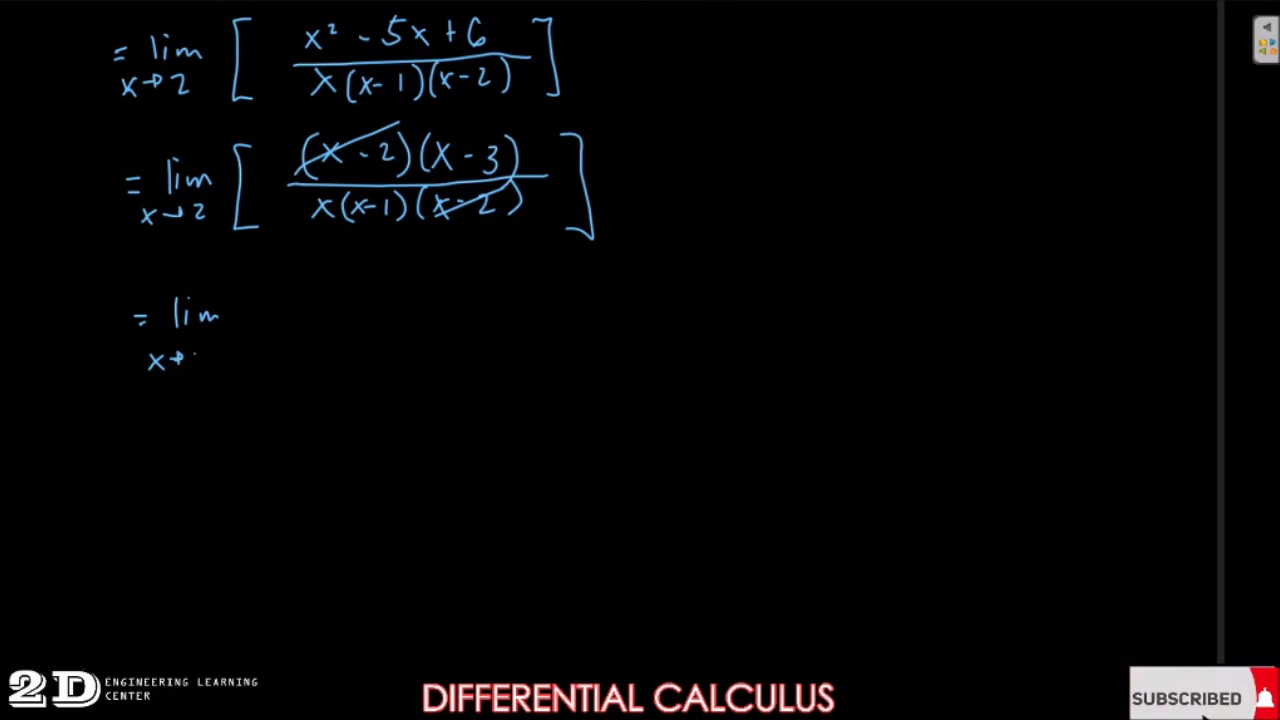 = lim x→2 [ x² - 5x + 6 / x(x-1)(x-2) ]
= lim x→2 [ (x-2)(x-3) / x(x-1)(x-2) ]
= lim x→
2D ENGINEERING LEARNING CENTER
DIFFERENTIAL CALCULUS
SUBSCRIBED